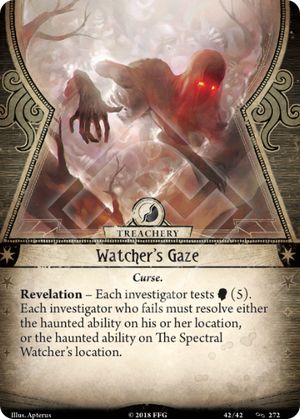 TREACHERY
Watcher's Gaze
Curse.
Revelation – Each investigator tests (5).
Each investigator who fails must resolve either
the haunted ability on his or her location,
or the haunted ability on The Spectral
Watcher's location.
Illus. Apterus
© 2018 FFG
42/42
272